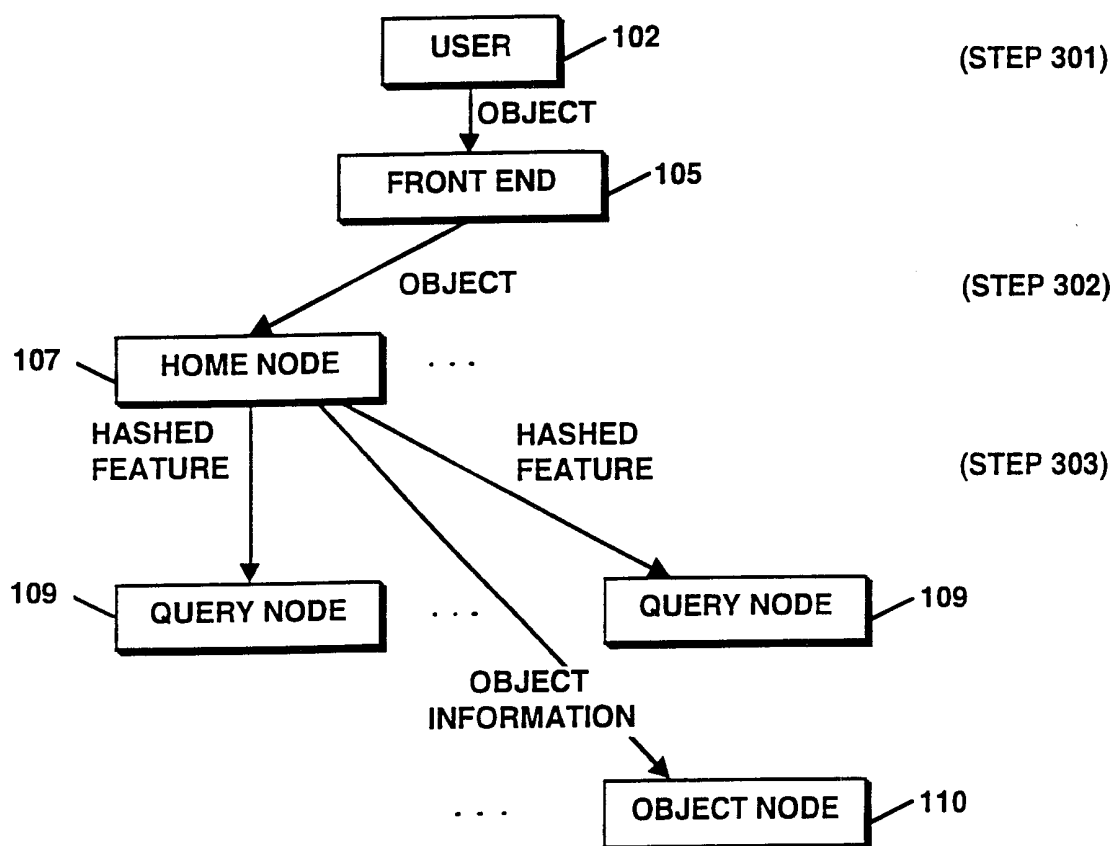 USER
102
(STEP 301)
OBJECT
FRONT END
105
OBJECT
(STEP 302)
107
HOME NODE
. . .
HASHED
FEATURE
HASHED
FEATURE
(STEP 303)
109
QUERY NODE
. . .
QUERY NODE
109
OBJECT
INFORMATION
. . .
OBJECT NODE
110